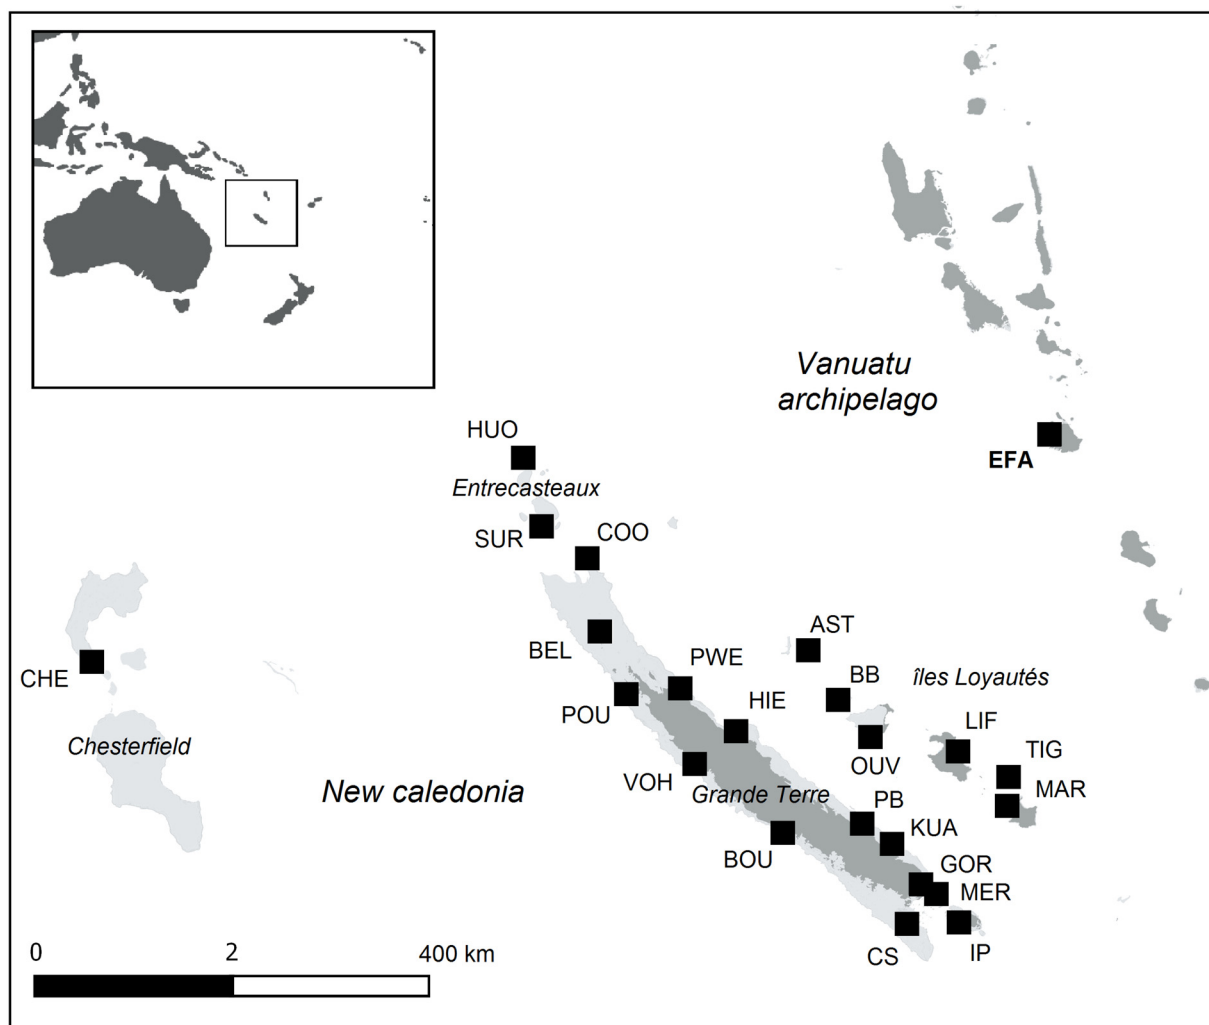 Vanuatu
archipelago
HUO
EFA
Entrecasteaux
SUR
COO
AST
BEL
PWE
CHE
BB
îles Loyautés
POU
HIE
LIF
Chesterfield
OUV
TIG
VOH
New caledonia
Grande Terre
MAR
PB
BOU
KUA
GOR
MER
CS
IP
0 2 400 km